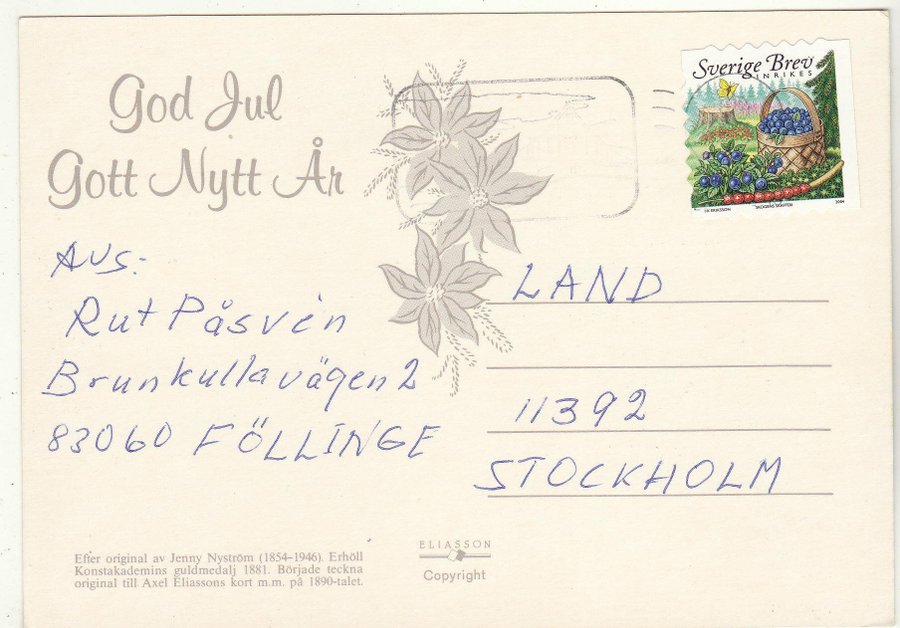 God Jul
Gott Nytt År
Sverige Brev
INRIKES
Avs:
Rut Påsvén
Brunkullavägen 2
83060 FÖLLINGE
LAND
11392
STOCKHOLM
Efter original av Jenny Nyström (1854–1946). Erhöll
Konstakademins guldmedalj 1881. Började teckna
original till Axel Eliassons kort m.m. på 1890-talet.
ELIASSON
Copyright